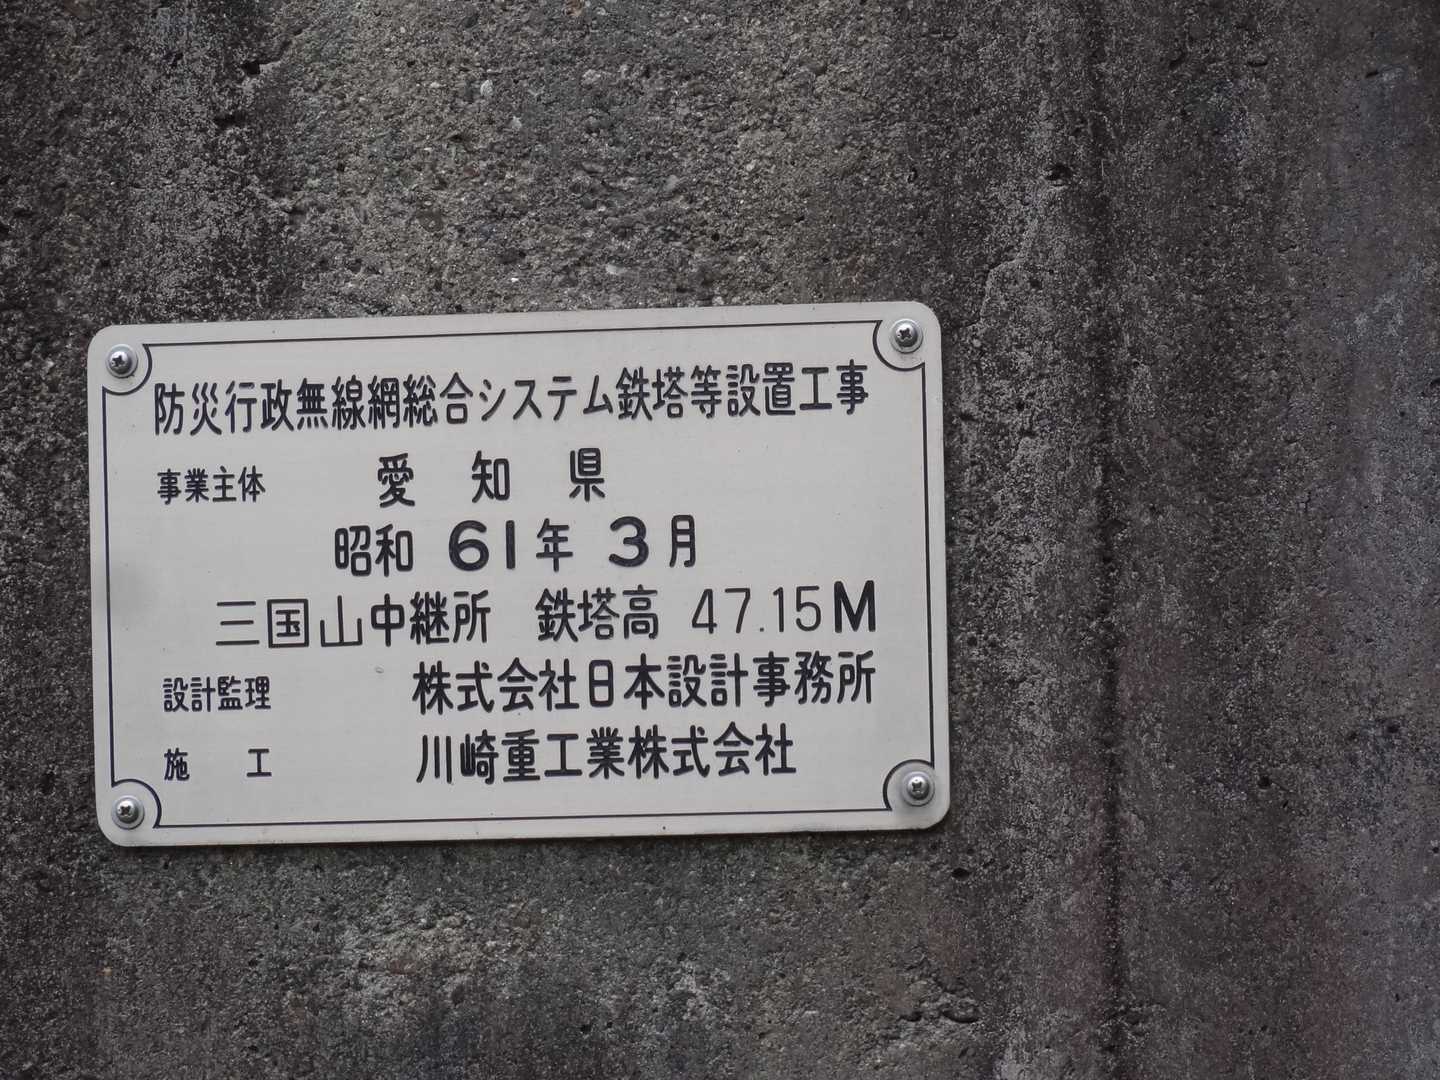 防災行政無線網総合システム鉄塔等設置工事
事業主体 愛知県
昭和 61年 3月
三国山中継所 鉄塔高 47.15M
設計監理 株式会社日本設計事務所
施工 川崎重工業株式会社